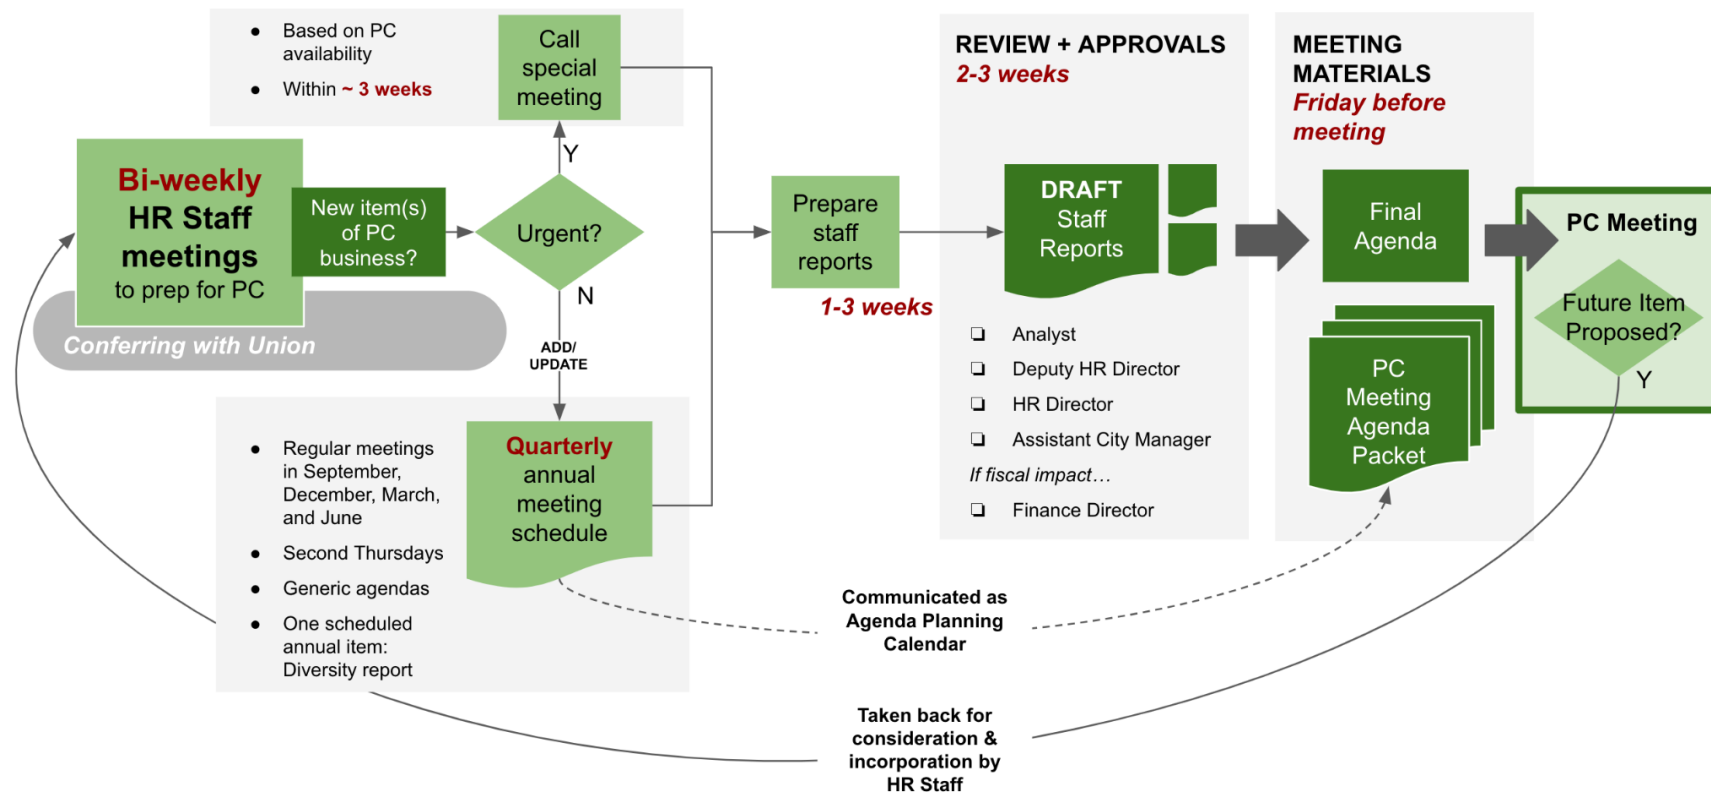 ● Based on PC
availability
● Within ~ 3 weeks
Call
special
meeting
Bi-weekly
HR Staff
meetings
to prep for PC
Conferring with Union
New item(s)
of PC
business?
Urgent?
Y
N
ADD/
UPDATE
● Regular meetings
in September,
December, March,
and June
● Second Thursdays
● Generic agendas
● One scheduled
annual item:
Diversity report
Quarterly
annual
meeting
schedule
Prepare
staff
reports
1-3 weeks
REVIEW + APPROVALS
2-3 weeks
DRAFT
Staff
Reports
❏ Analyst
❏ Deputy HR Director
❏ HR Director
❏ Assistant City Manager
If fiscal impact…
❏ Finance Director
MEETING
MATERIALS
Friday before
meeting
Final
Agenda
PC
Meeting
Agenda
Packet
PC Meeting
Future Item
Proposed?
Y
Communicated as
Agenda Planning
Calendar
Taken back for
consideration &
incorporation by
HR Staff